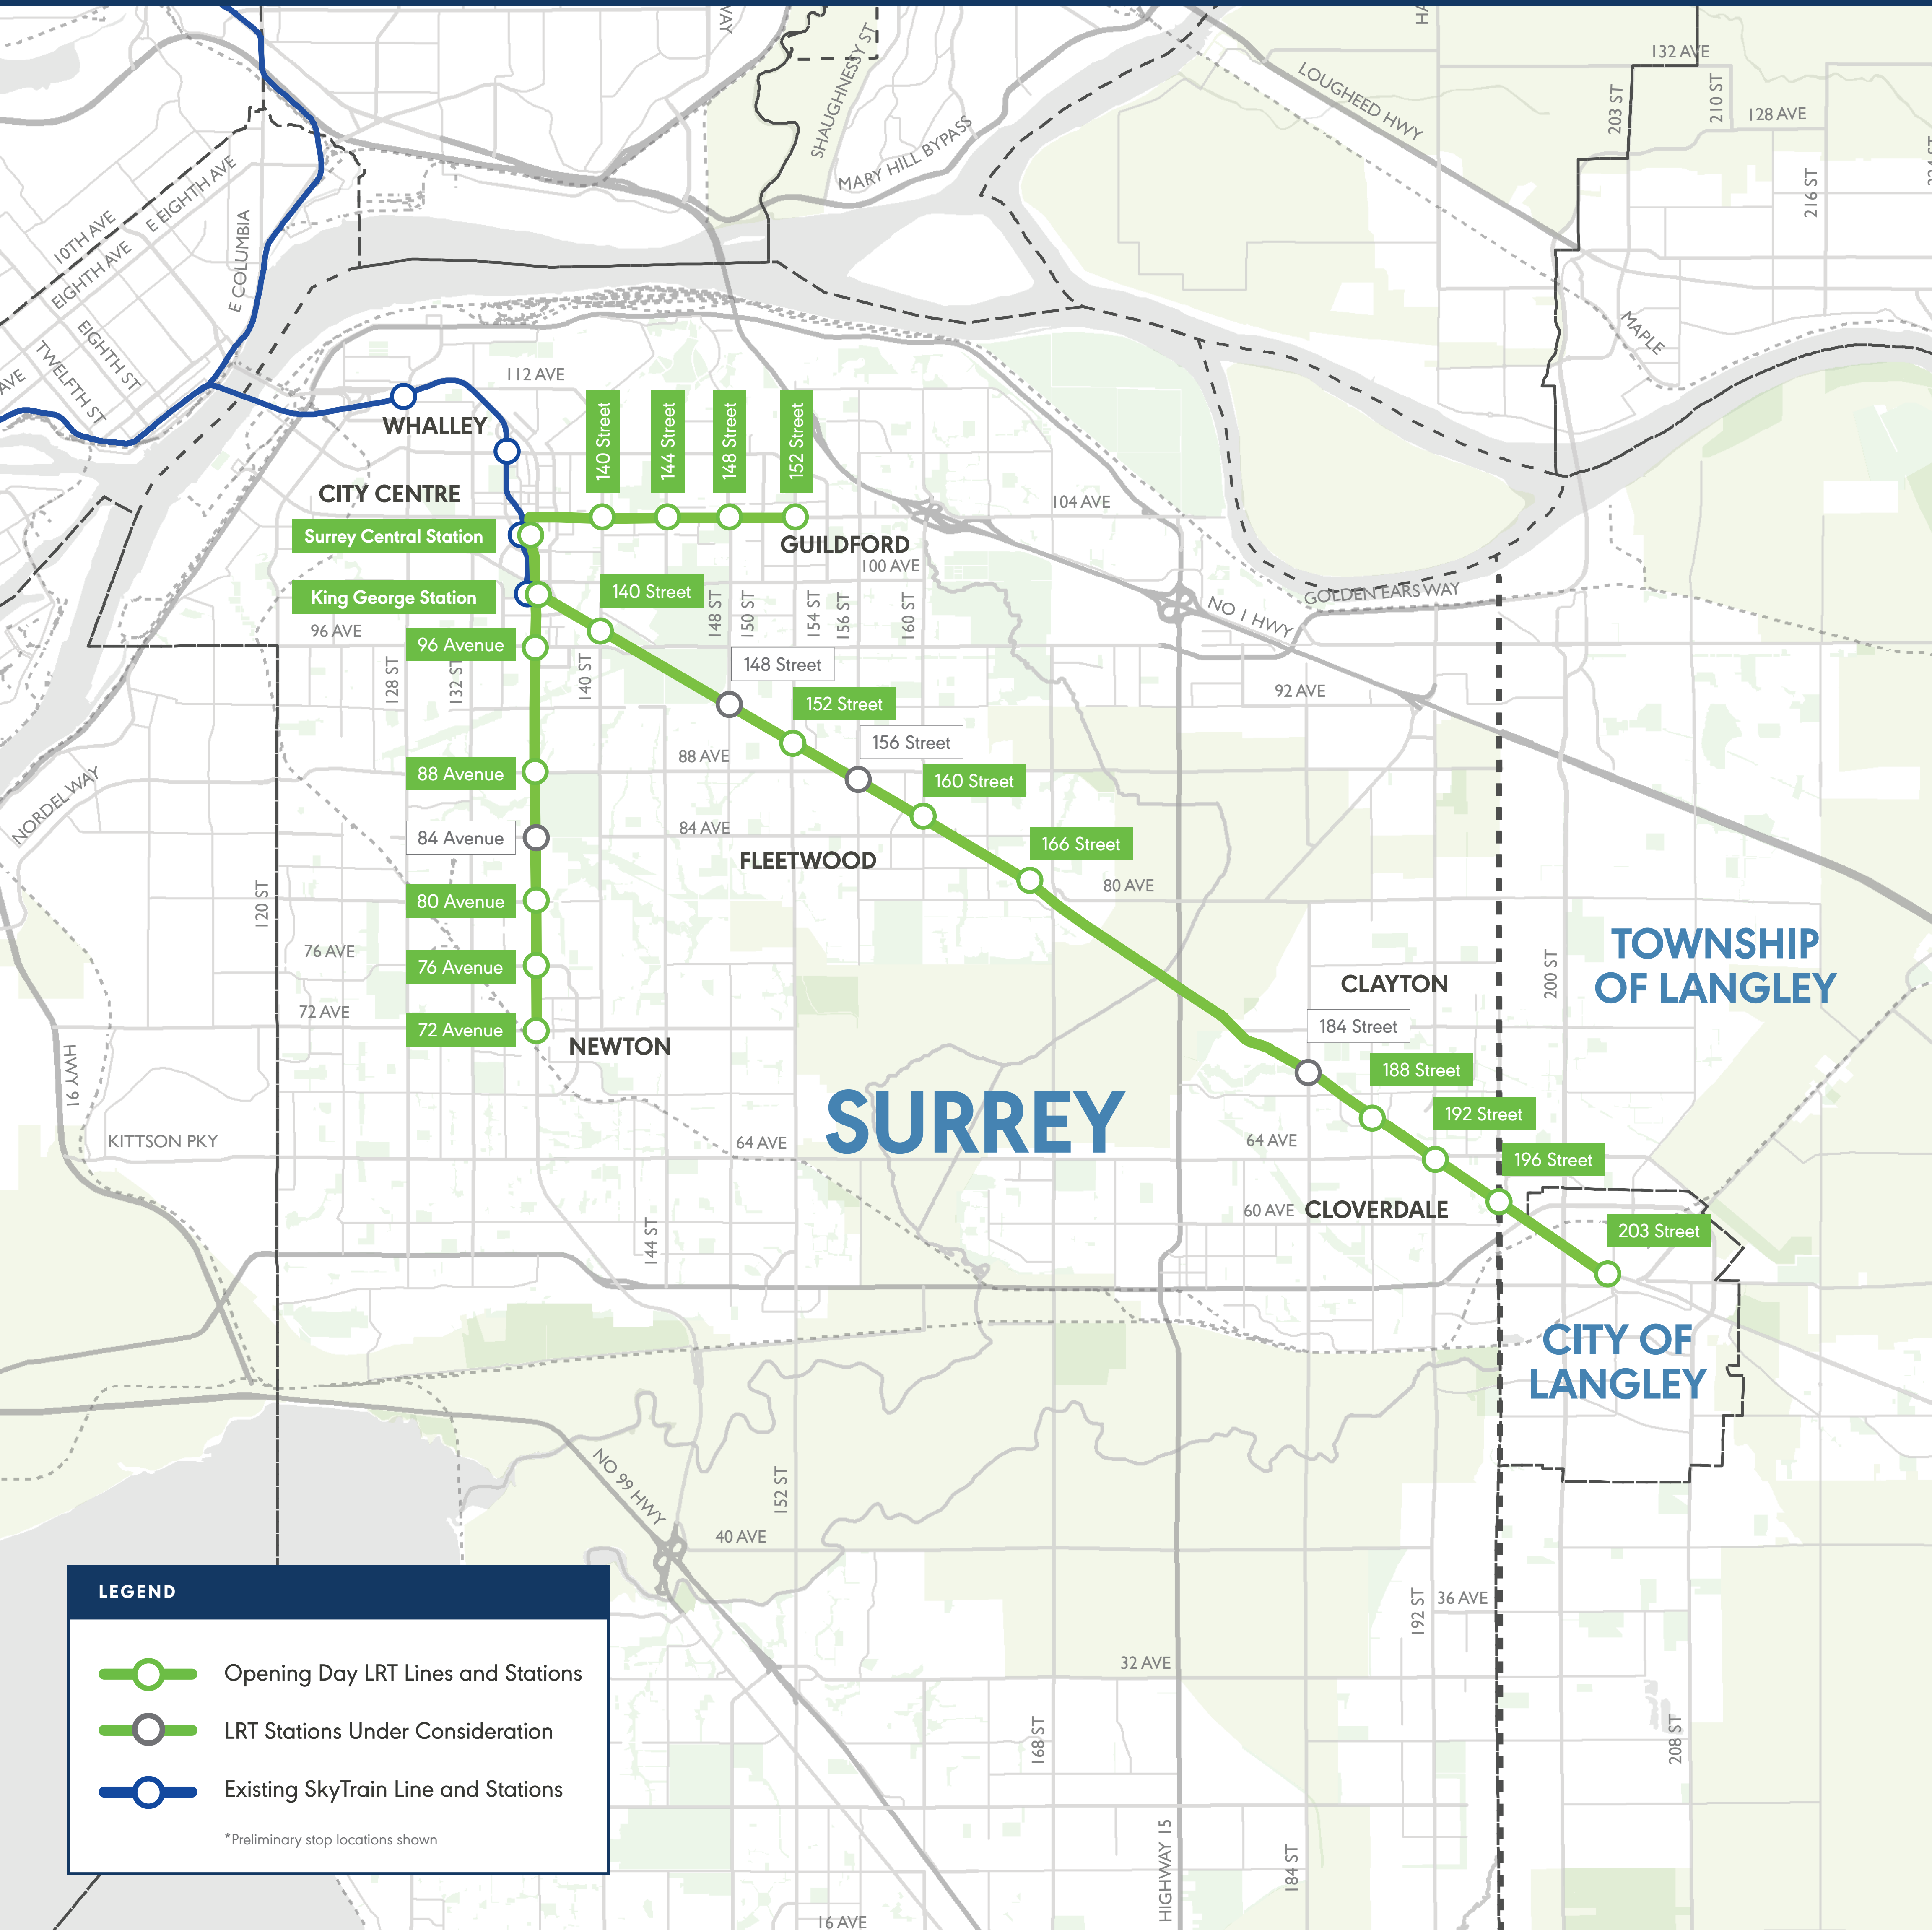 WAY
HA
SHAUGHNESSY ST
132 AVE
LOUGHEED HWY
203 ST
210 ST
128 AVE
MARY HILL BYPASS
216 ST
10TH AVE
E EIGHTH AVE
EIGHTH AVE
E COLUMBIA
EIGHTH ST
TWELFTH ST
AVE
MAPLE
112 AVE
WHALLEY
140 Street
144 Street
148 Street
152 Street
CITY CENTRE
104 AVE
Surrey Central Station
GUILDFORD
100 AVE
King George Station
140 Street
GOLDEN EARS WAY
148 ST
150 ST
154 ST
156 ST
160 ST
NO 1 HWY
96 AVE
96 Avenue
128 ST
132 ST
140 ST
148 Street
92 AVE
152 Street
156 Street
88 AVE
88 Avenue
160 Street
NORDEL WAY
84 AVE
84 Avenue
166 Street
FLEETWOOD
80 AVE
80 Avenue
120 ST
TOWNSHIP
OF LANGLEY
76 AVE
76 Avenue
200 ST
CLAYTON
72 AVE
72 Avenue
NEWTON
184 Street
HWY 91
188 Street
SURREY
192 Street
KITTSON PKY
64 AVE
64 AVE
196 Street
60 AVE
CLOVERDALE
144 ST
203 Street
CITY OF
LANGLEY
NO 99 HWY
152 ST
40 AVE
192 ST
36 AVE
32 AVE
168 ST
208 ST
HIGHWAY 15
184 ST
16 AVE
LEGEND
Opening Day LRT Lines and Stations
LRT Stations Under Consideration
Existing SkyTrain Line and Stations
*Preliminary stop locations shown